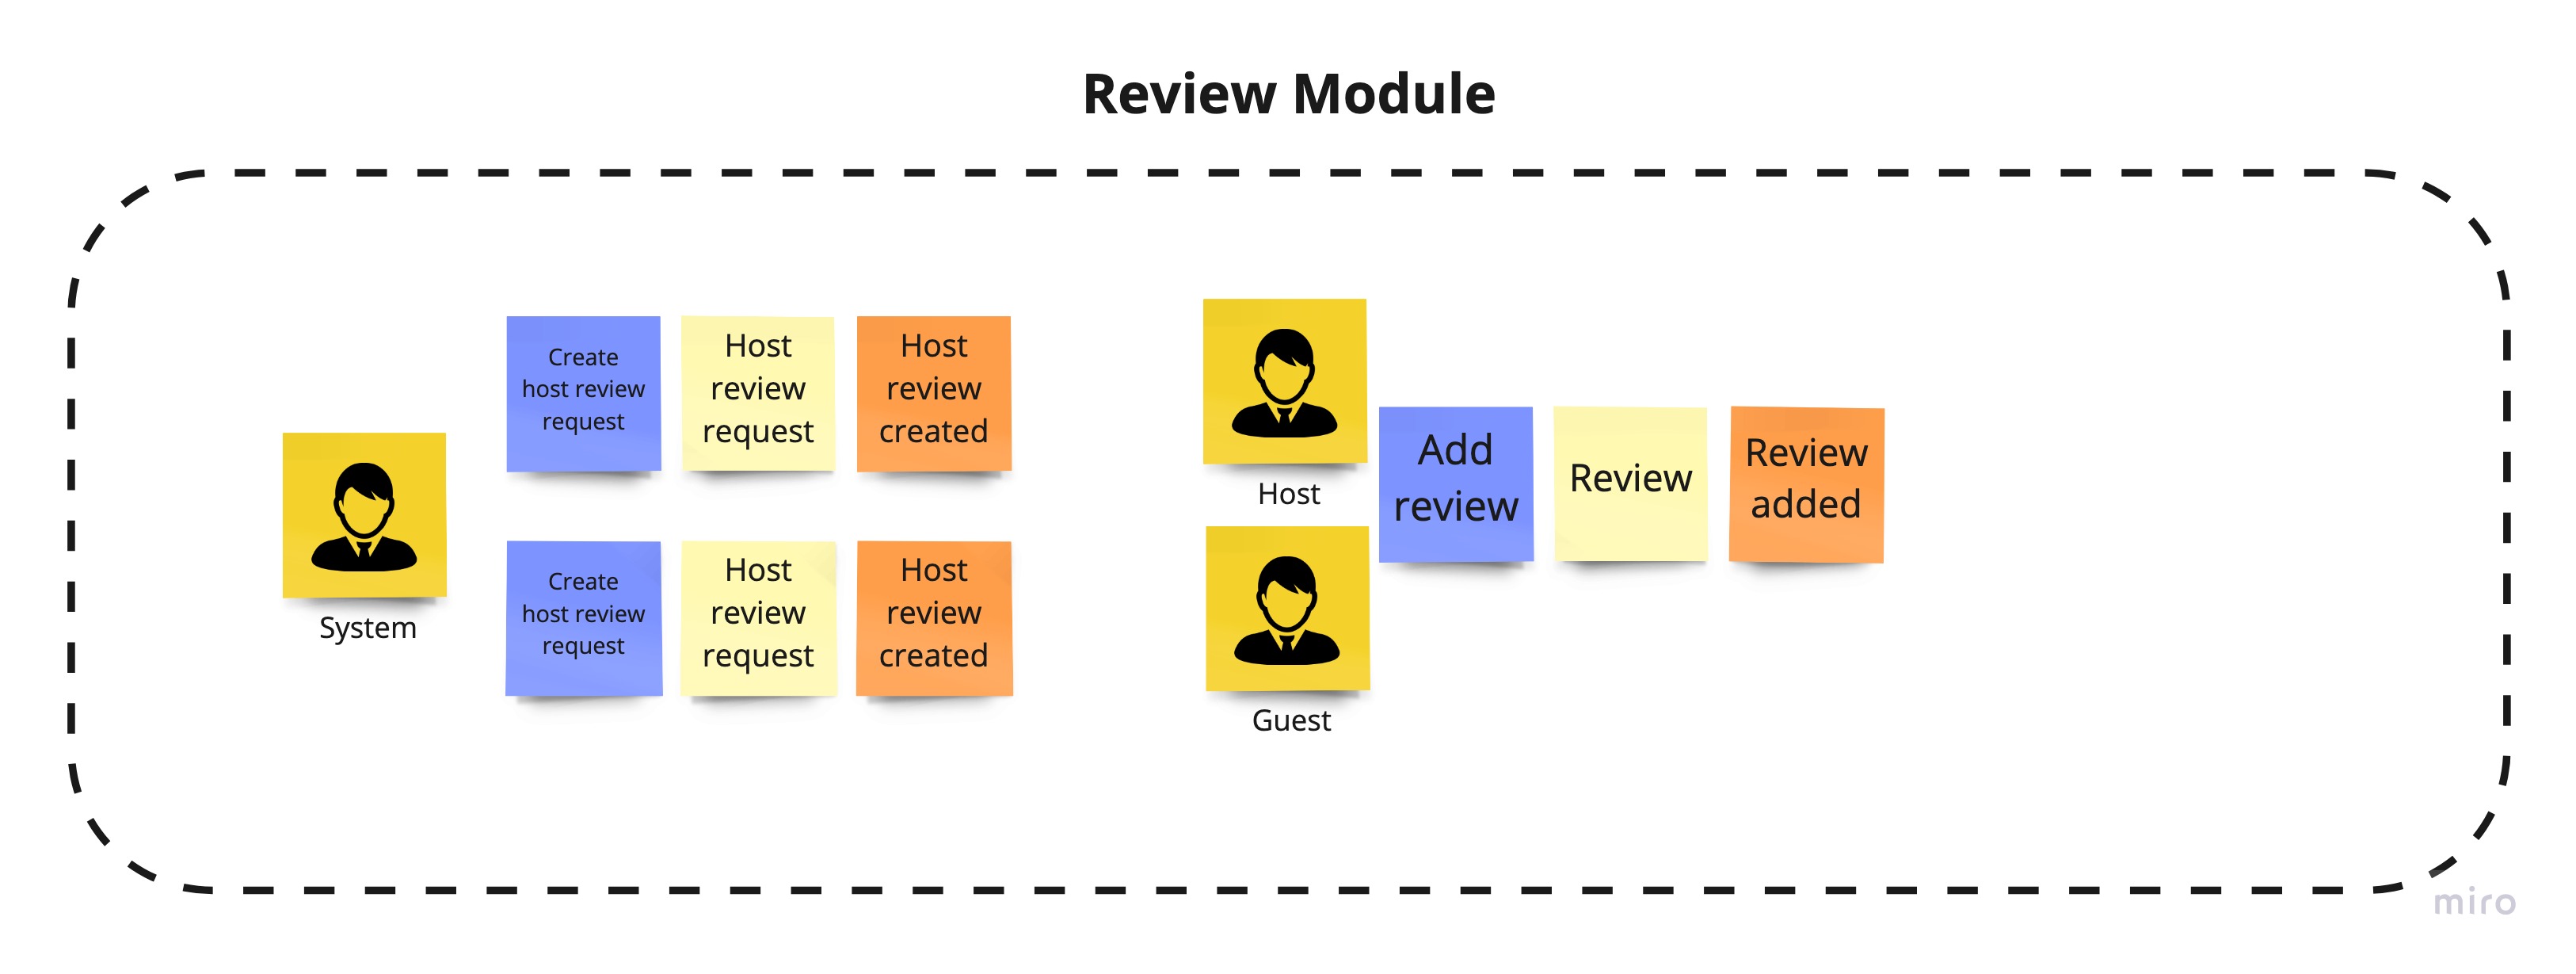 Review Module
Create
host review
request
Host
review
request
Host
review
created
System
Create
host review
request
Host
review
request
Host
review
created
Host
Guest
Add
review
Review
Review
added
miro